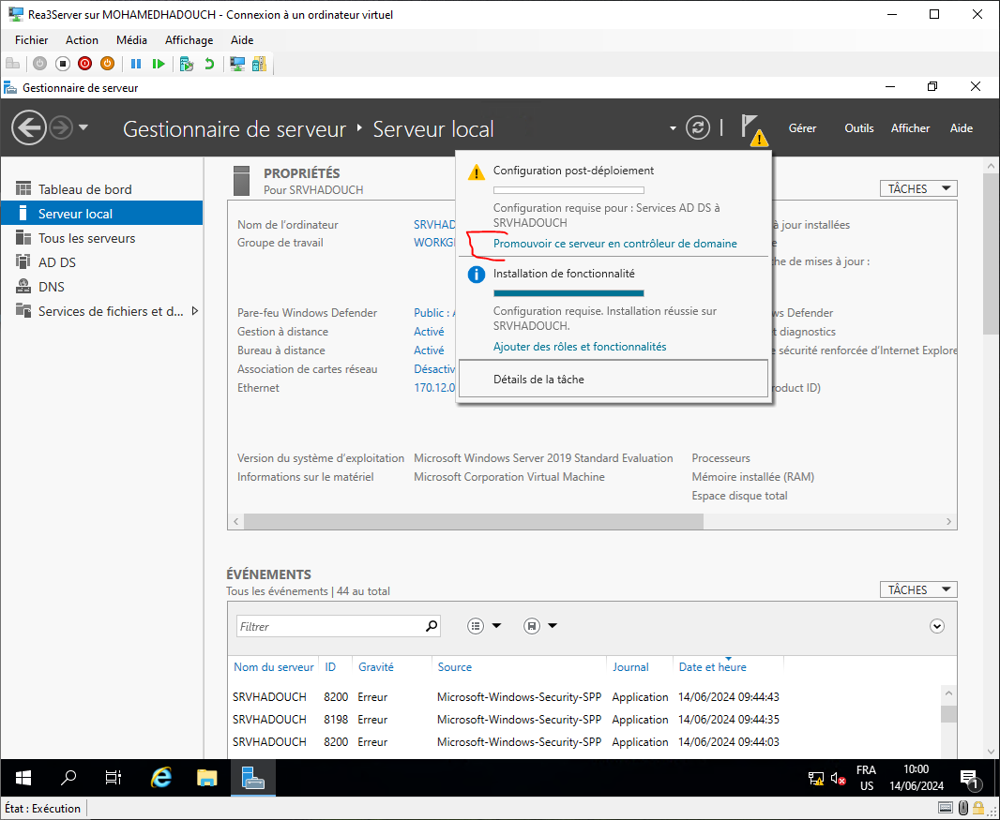 Rea3Server sur MOHAMEDHADOUCH - Connexion à un ordinateur virtuel
Fichier Action Média Affichage Aide
Gestionnaire de serveur
Gestionnaire de serveur Serveur local
Gérer Outils Afficher Aide
Tableau de bord
Serveur local
Tous les serveurs
AD DS
DNS
Services de fichiers et d...
PROPRIÉTÉS
Pour SRVHADOUCH
TÂCHES
Nom de l'ordinateur SRVHAD
Groupe de travail WORKG
à jour installées
he de mises à jour :
Pare-feu Windows Defender Public : A
Gestion à distance Activé
Bureau à distance Activé
Association de cartes réseau Désactiv
Ethernet 170.12.0
ws Defender
t diagnostics
e sécurité renforcée d'Internet Explore
roduct ID)
Configuration post-déploiement
Configuration requise pour : Services AD DS à
SRVHADOUCH
Promouvoir ce serveur en contrôleur de domaine
Installation de fonctionnalité
Configuration requise. Installation réussie sur
SRVHADOUCH.
Ajouter des rôles et fonctionnalités
Détails de la tâche
Version du système d'exploitation Microsoft Windows Server 2019 Standard Evaluation Processeurs
Informations sur le matériel Microsoft Corporation Virtual Machine Mémoire installée (RAM)
Espace disque total
ÉVÉNEMENTS
Tous les événements | 44 au total
TÂCHES
Filtrer
Nom du serveur ID Gravité Source Journal Date et heure
SRVHADOUCH 8200 Erreur Microsoft-Windows-Security-SPP Application 14/06/2024 09:44:43
SRVHADOUCH 8198 Erreur Microsoft-Windows-Security-SPP Application 14/06/2024 09:44:35
SRVHADOUCH 8200 Erreur Microsoft-Windows-Security-SPP Application 14/06/2024 09:44:03
FRA 10:00
US 14/06/2024
1
État : Exécution